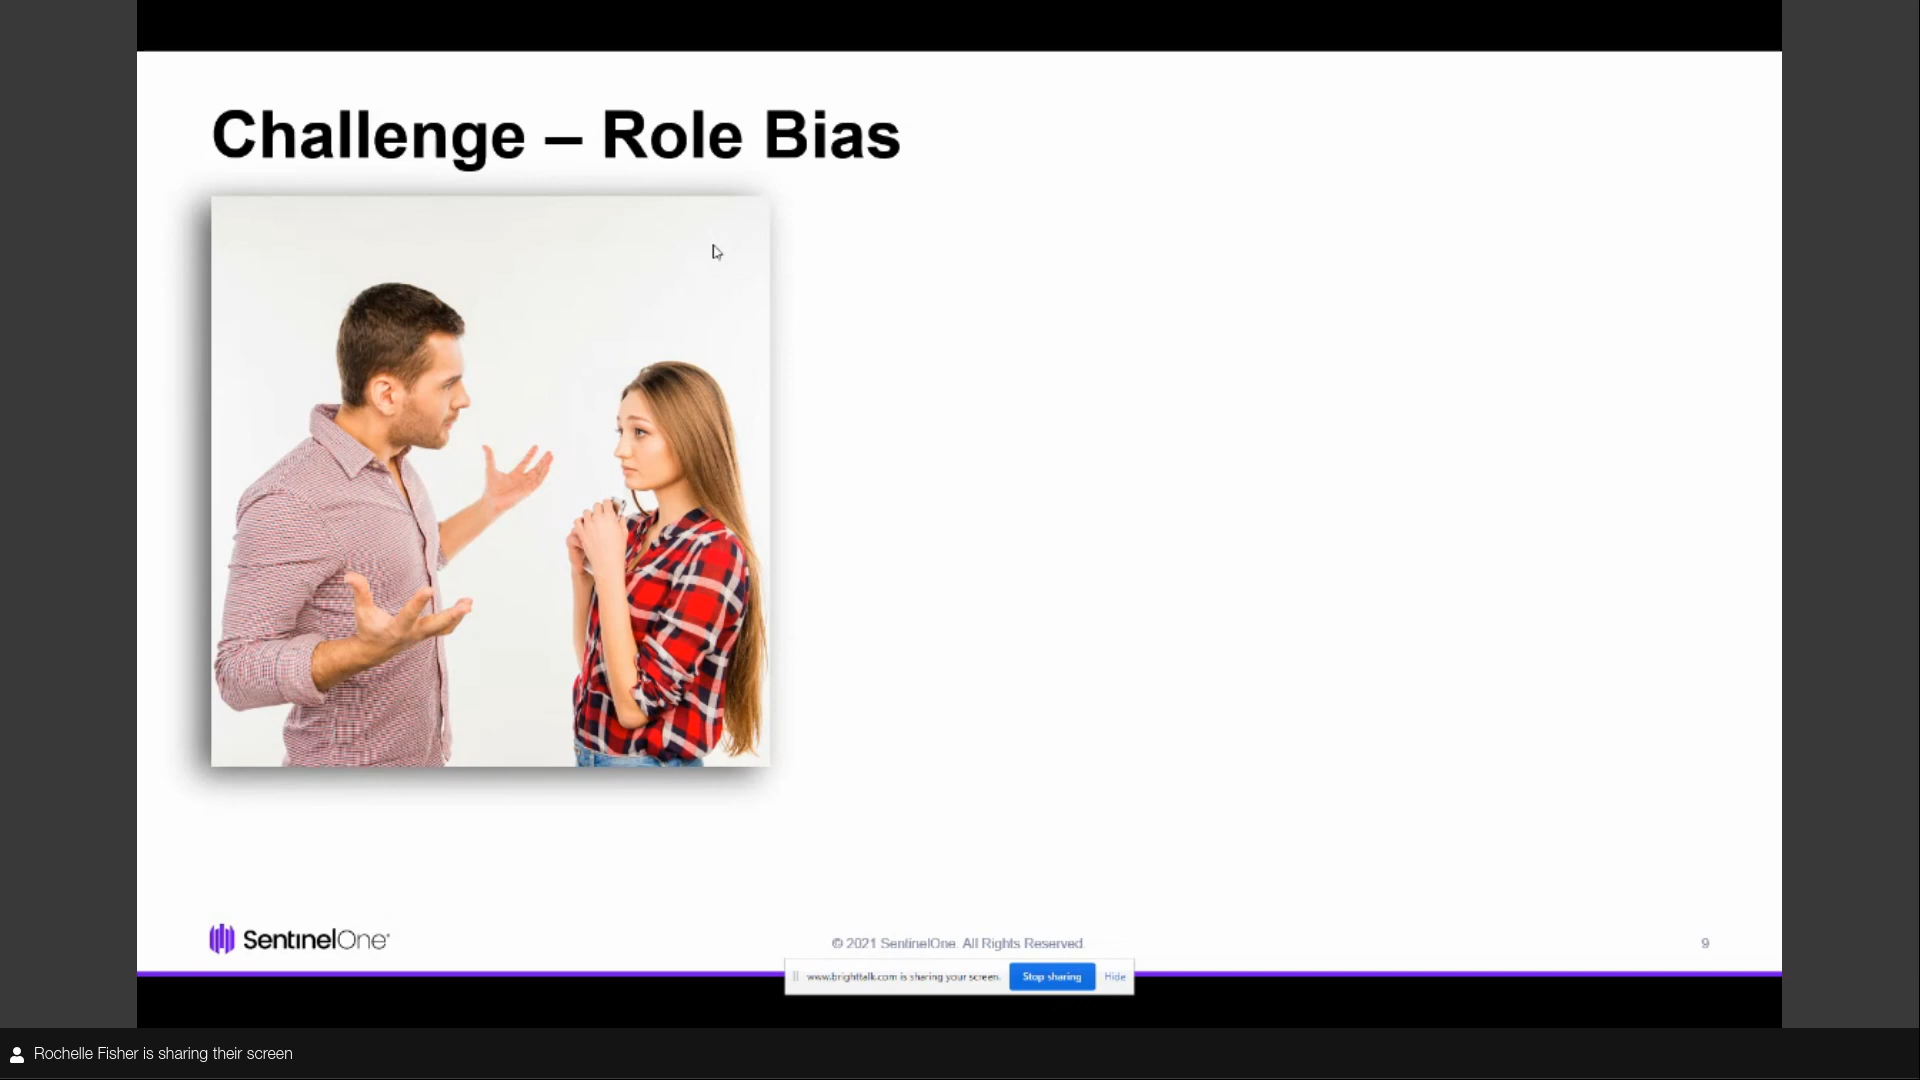 Challenge – Role Bias
SentinelOne
© 2021 SentinelOne. All Rights Reserved.
9
www.brighttalk.com is sharing your screen.
Stop sharing
Hide
Rochelle Fisher is sharing their screen